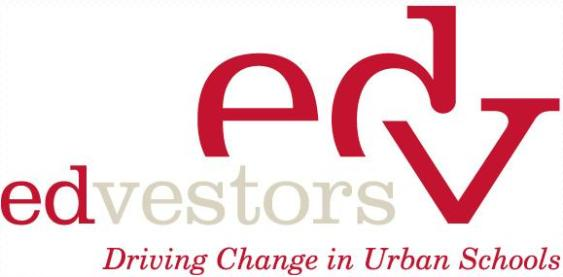 edv
edvestors
Driving Change in Urban Schools